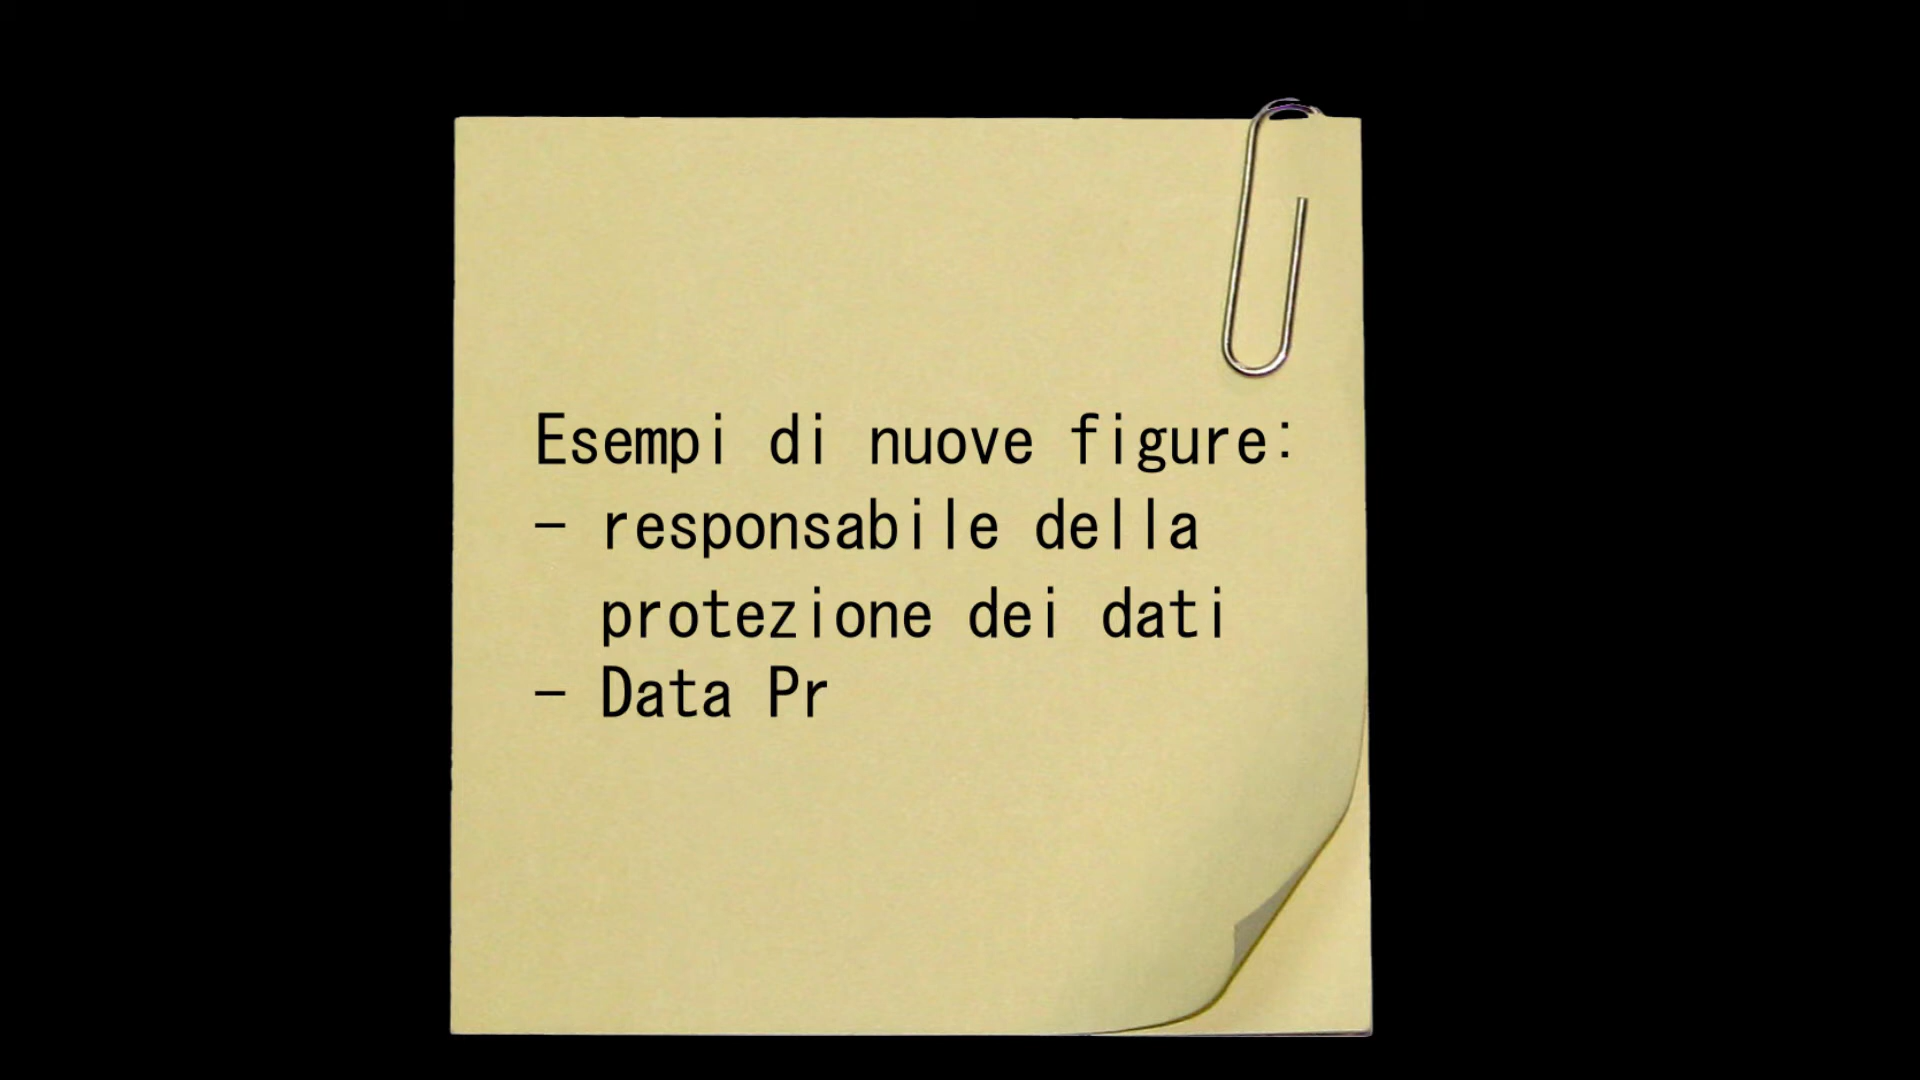 Esempi di nuove figure:
- responsabile della
protezione dei dati
- Data Pr